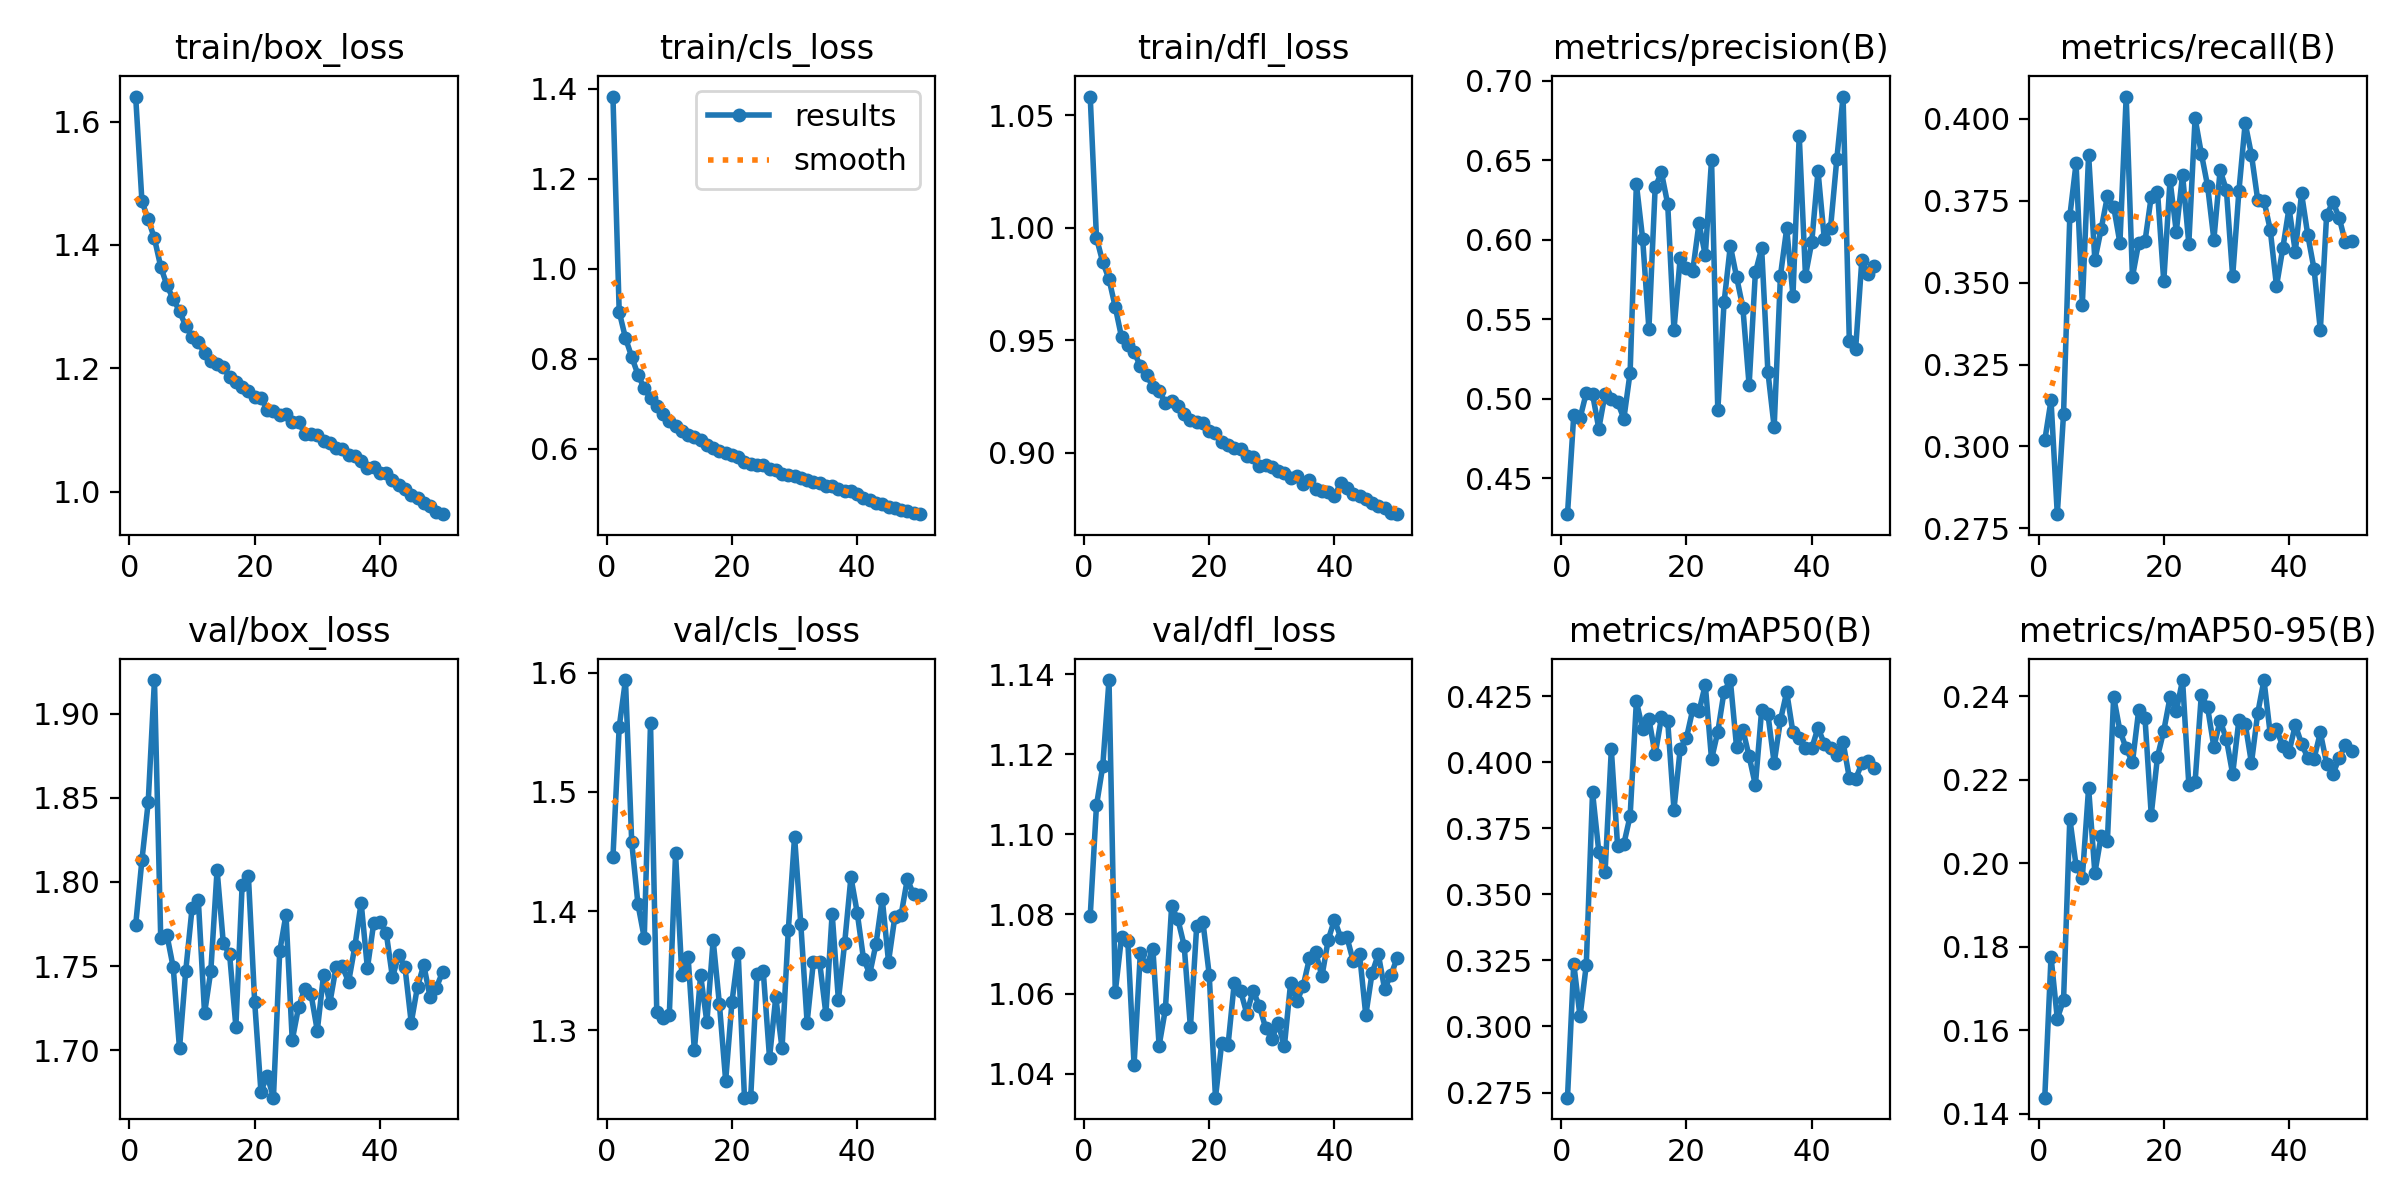 train/box_loss
1.6
1.4
1.2
1.0
0 20 40
train/cls_loss
results
smooth
1.4
1.2
1.0
0.8
0.6
0 20 40
train/dfl_loss
1.05
1.00
0.95
0.90
0 20 40
metrics/precision(B)
0.70
0.65
0.60
0.55
0.50
0.45
0 20 40
metrics/recall(B)
0.400
0.375
0.350
0.325
0.300
0.275
0 20 40
val/box_loss
1.90
1.85
1.80
1.75
1.70
0 20 40
val/cls_loss
1.6
1.5
1.4
1.3
0 20 40
val/dfl_loss
1.14
1.12
1.10
1.08
1.06
1.04
0 20 40
metrics/mAP50(B)
0.425
0.400
0.375
0.350
0.325
0.300
0.275
0 20 40
metrics/mAP50-95(B)
0.24
0.22
0.20
0.18
0.16
0.14
0 20 40